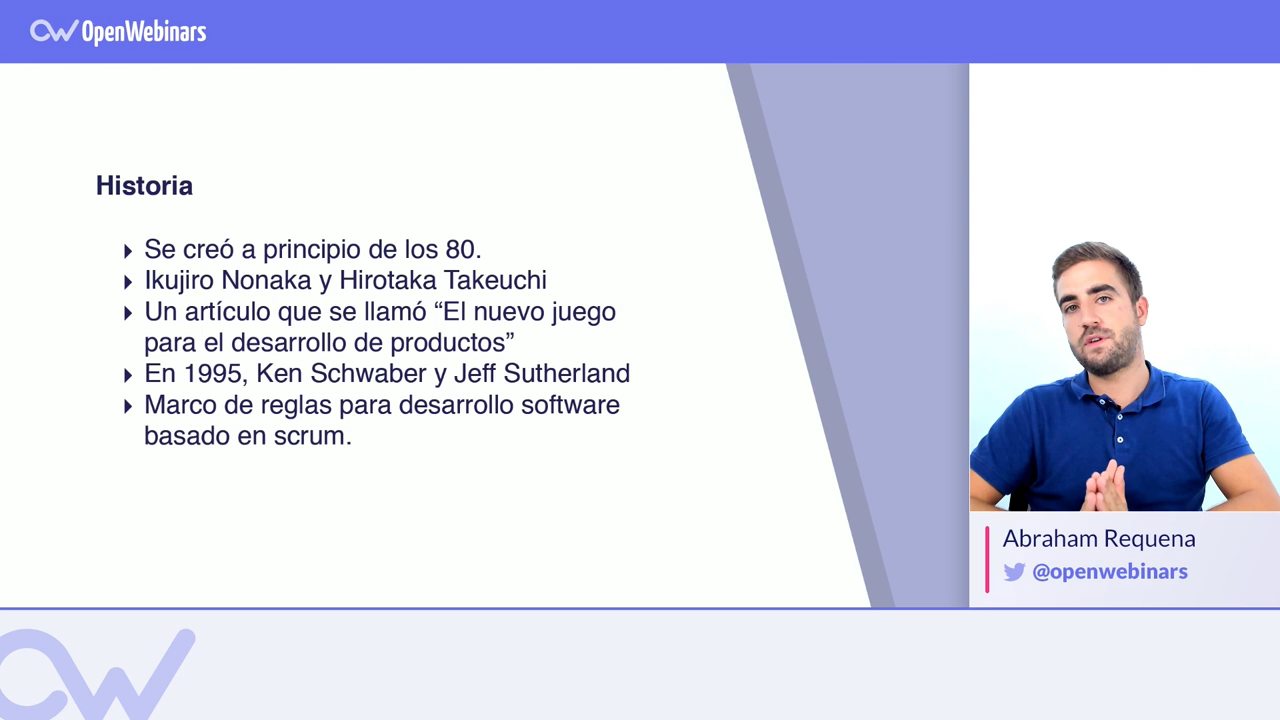 OpenWebinars
Historia
Se creó a principio de los 80.
Ikujiro Nonaka y Hirotaka Takeuchi
Un artículo que se llamó “El nuevo juego
para el desarrollo de productos”
En 1995, Ken Schwaber y Jeff Sutherland
Marco de reglas para desarrollo software
basado en scrum.
Abraham Requena
@openwebinars